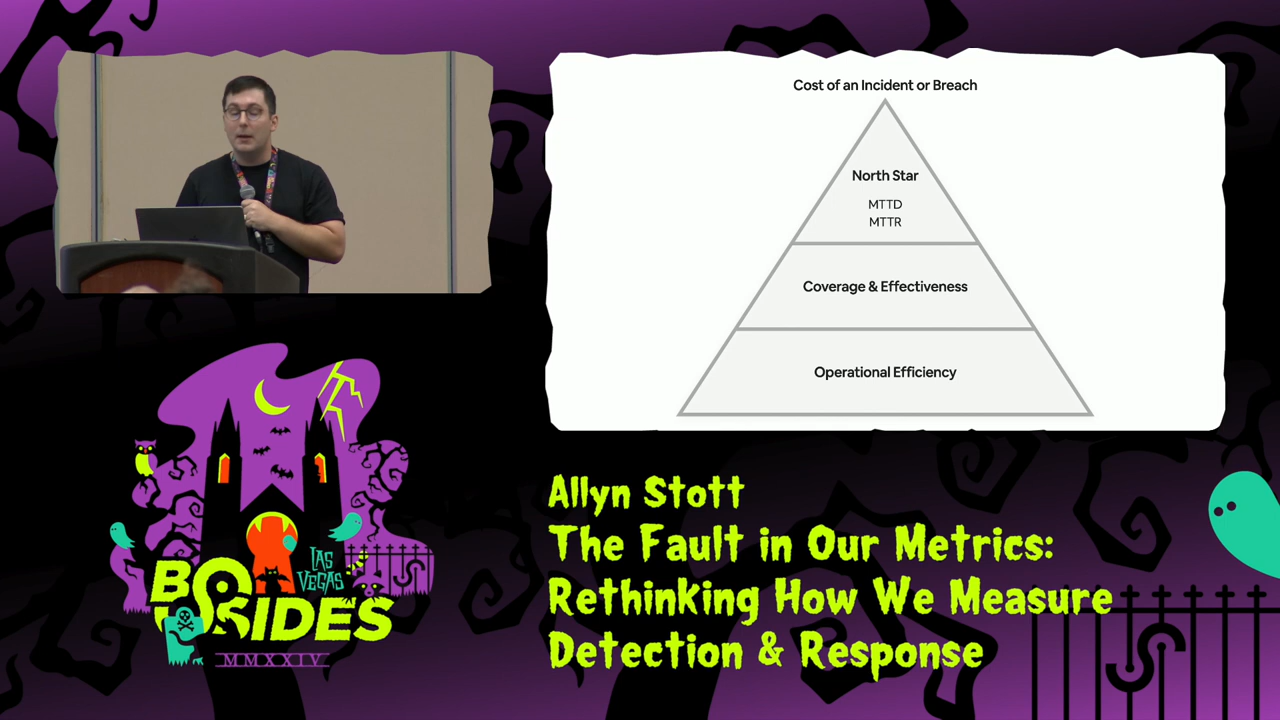 Cost of an Incident or Breach
North Star
MTTD
MTTR
Coverage & Effectiveness
Operational Efficiency
LAS
VEGAS
BSIDES
MMXXIV
Allyn Stott
The Fault in Our Metrics:
Rethinking How We Measure
Detection & Response